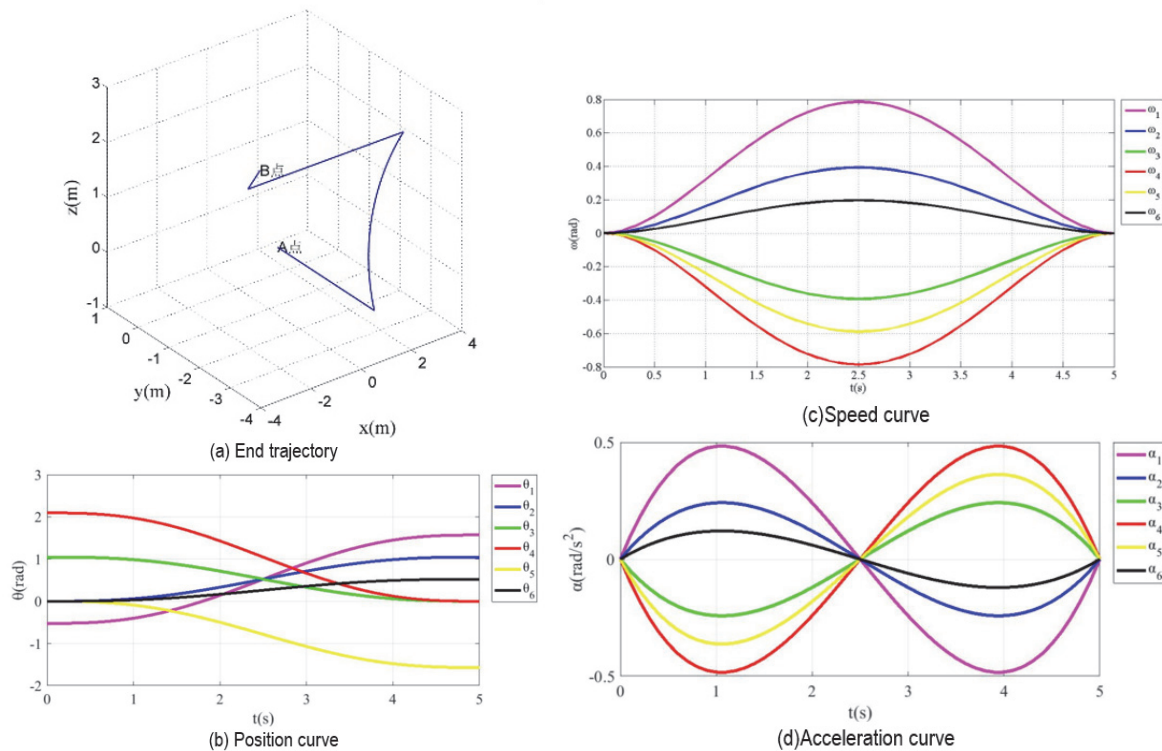 3
2
1
0
-1
z(m)
B点
A点
1
0
-1
-2
-3
-4
y(m)
-4
-2
0
2
4
x(m)
(a) End trajectory
3
2
1
0
-1
-2
θ(rad)
0
1
2
3
4
5
t(s)
θ1
θ2
θ3
θ4
θ5
θ6
(b) Position curve
0.8
0.6
0.4
0.2
0
-0.2
-0.4
-0.6
-0.8
ω(rad)
0
0.5
1
1.5
2
2.5
3
3.5
4
4.5
5
t(s)
ω1
ω2
ω3
ω4
ω5
ω6
(c)Speed curve
0.5
0
-0.5
α(rad/s²)
0
1
2
3
4
5
t(s)
α1
α2
α3
α4
α5
α6
(d)Acceleration curve